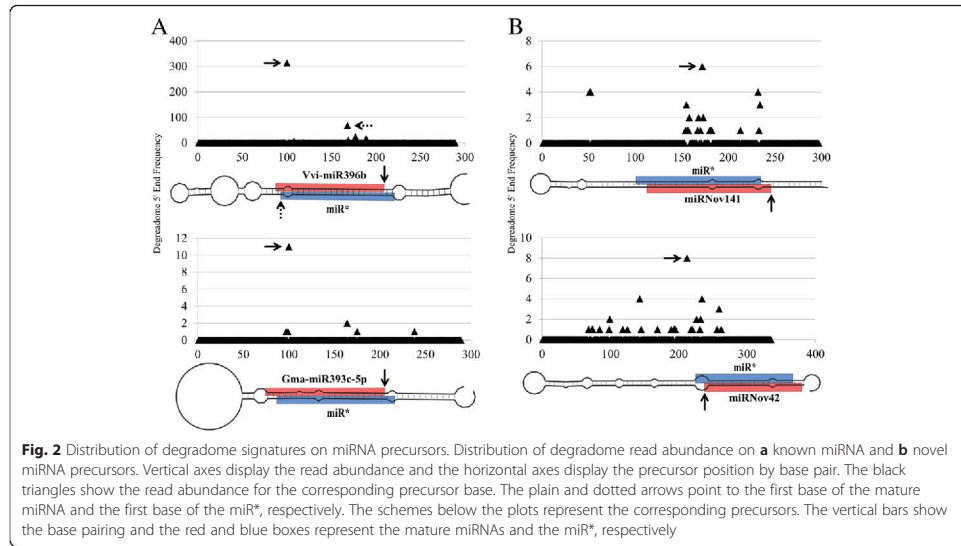 A
B
Degreadome 5' End Frequency
400
300
200
100
0
0 50 100 150 200 250 300
Vvi-miR396b
miR*
12
10
8
6
4
2
0
0 50 100 150 200 250 300
Gma-miR393c-5p
miR*
8
6
4
2
0
0 50 100 150 200 250 300
miR*
miRNov141
10
8
6
4
2
0
0 100 200 300 400
miR*
miRNov42
Fig. 2 Distribution of degradome signatures on miRNA precursors. Distribution of degradome read abundance on a known miRNA and b novel
miRNA precursors. Vertical axes display the read abundance and the horizontal axes display the precursor position by base pair. The black
triangles show the read abundance for the corresponding precursor base. The plain and dotted arrows point to the first base of the mature
miRNA and the first base of the miR*, respectively. The schemes below the plots represent the corresponding precursors. The vertical bars show
the base pairing and the red and blue boxes represent the mature miRNAs and the miR*, respectively